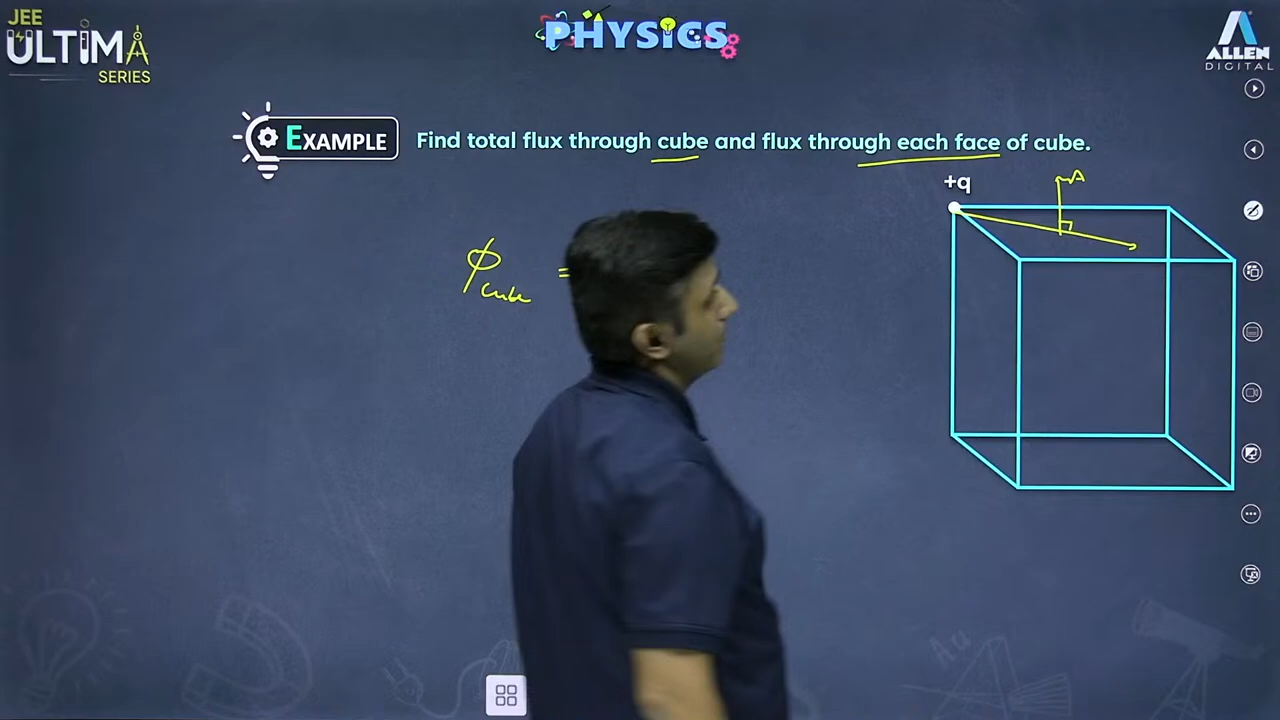 JEE
ULTIMA
SERIES
PHYSICS
ALLEN
DIGITAL
EXAMPLE
Find total flux through cube and flux through each face of cube.
+q
A
ϕcube =